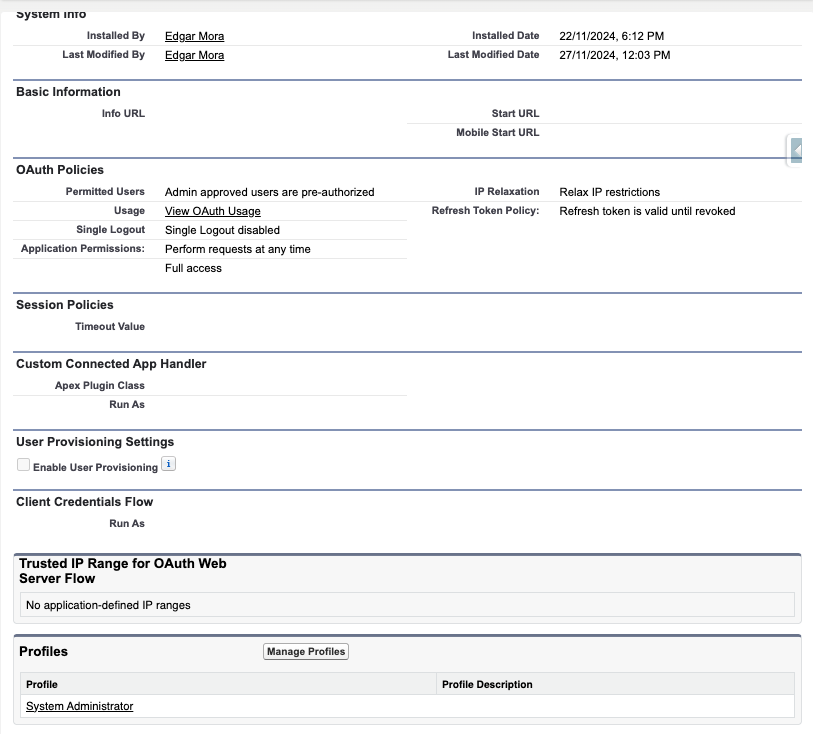 System Info
Installed By Edgar Mora Installed Date 22/11/2024, 6:12 PM
Last Modified By Edgar Mora Last Modified Date 27/11/2024, 12:03 PM
Basic Information
Info URL Start URL
Mobile Start URL
OAuth Policies
Permitted Users Admin approved users are pre-authorized IP Relaxation Relax IP restrictions
Usage View OAuth Usage Refresh Token Policy: Refresh token is valid until revoked
Single Logout Single Logout disabled
Application Permissions: Perform requests at any time
Full access
Session Policies
Timeout Value
Custom Connected App Handler
Apex Plugin Class
Run As
User Provisioning Settings
Enable User Provisioning i
Client Credentials Flow
Run As
Trusted IP Range for OAuth Web
Server Flow
No application-defined IP ranges
Profiles Manage Profiles
Profile Profile Description
System Administrator